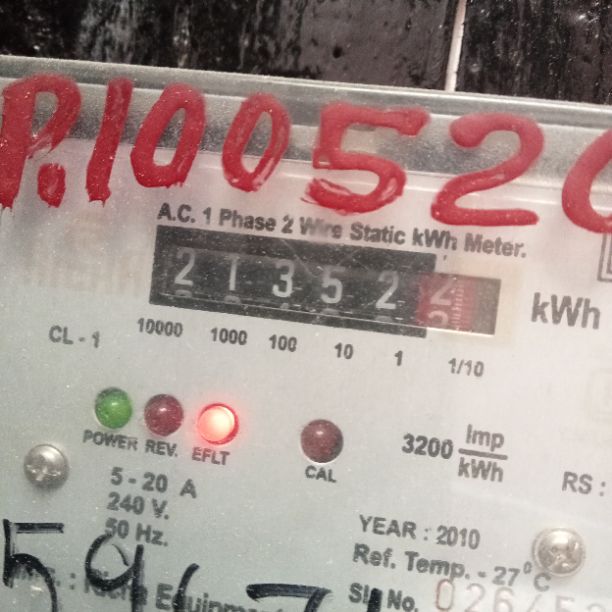 P.100520
A.C. 1 Phase 2 Wire Static kWh Meter.
2 1 3 5 2 2 kWh
CL - 1 10000 1000 100 10 1 1/10
POWER REV. EFLT CAL
3200 Imp/kWh
5 - 20 A
240 V.
50 Hz.
RS :
YEAR : 2010
Ref. Temp. - 27°C
Sl. No. 026